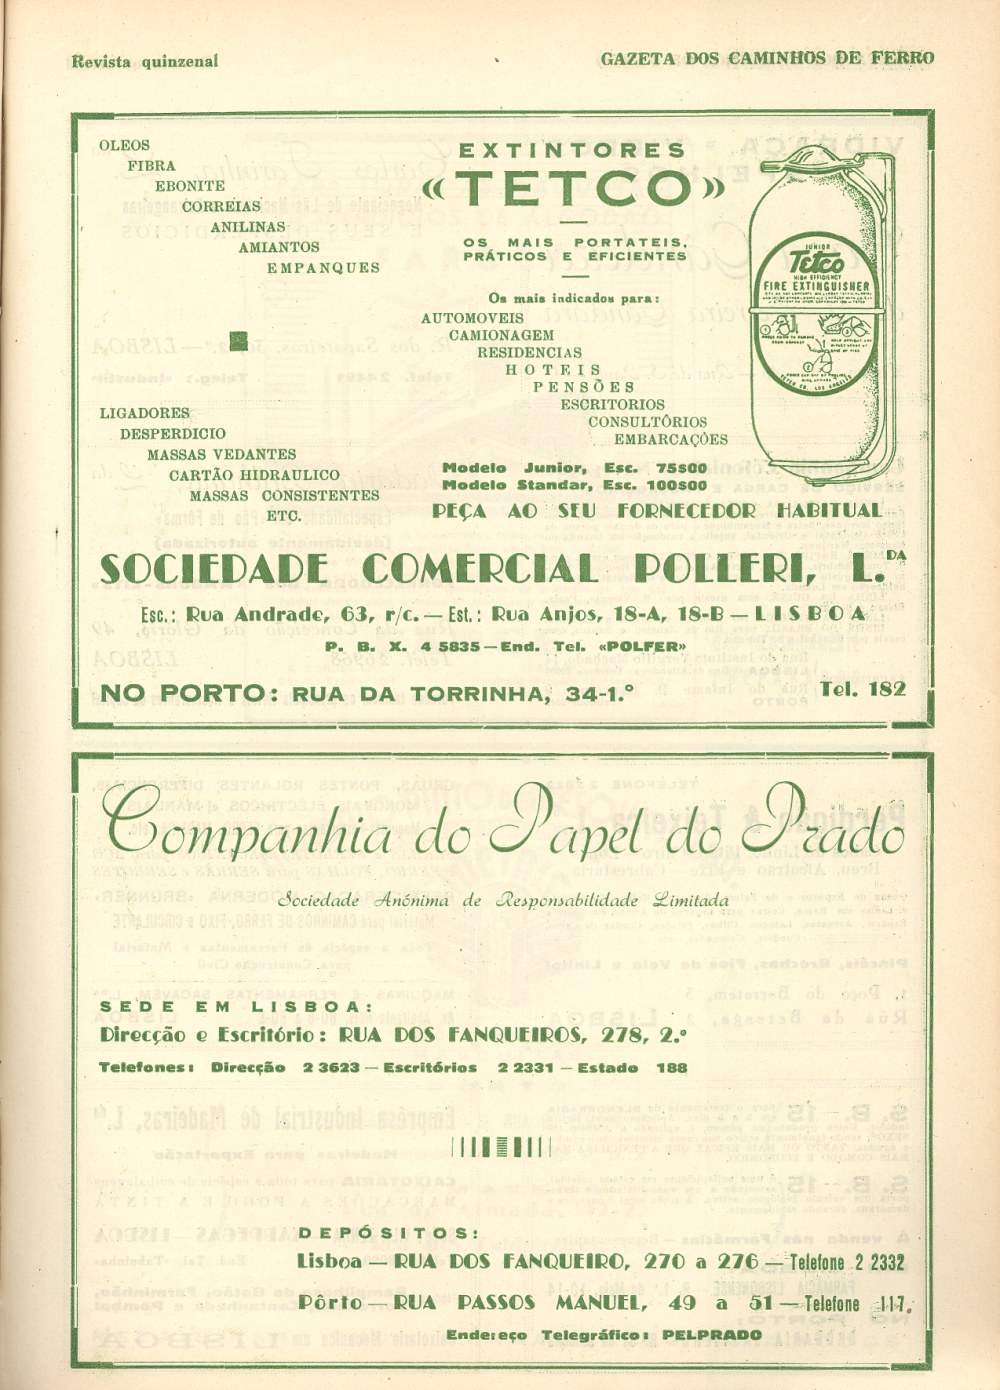 Revista quinzenal
GAZETA DOS CAMINHOS DE FERRO
OLEOS
FIBRA
EBONITE
CORREIAS
ANILINAS
AMIANTOS
EMPANQUES
LIGADORES
DESPERDICIO
MASSAS VEDANTES
CARTÃO HIDRAULICO
MASSAS CONSISTENTES
ETC.
EXTINTORES
«TETCO»
OS MAIS PORTATEIS,
PRÁTICOS E EFICIENTES
Os mais indicados para:
AUTOMOVEIS
CAMIONAGEM
RESIDENCIAS
HOTEIS
PENSÕES
ESCRITORIOS
CONSULTÓRIOS
EMBARCAÇÕES
JUNIOR
Tetco
HIGH EFFICIENCY
FIRE EXTINGUISHER
Modelo Junior, Esc. 75$00
Modelo Standar, Esc. 100$00
PEÇA AO SEU FORNECEDOR HABITUAL
SOCIEDADE COMERCIAL POLLERI, L.DA
Esc.: Rua Andrade, 63, r/c. — Est.: Rua Anjos, 18-A, 18-B — LISBOA
P. B. X. 4 5835 — End. Tel. «POLFER»
NO PORTO: RUA DA TORRINHA, 34-1.º
Tel. 182
Companhia do Papel do Prado
Sociedade Anônima de Responsabilidade Limitada
SEDE EM LISBOA:
Direcção e Escritório: RUA DOS FANQUEIROS, 278, 2.º
Telefones: Direcção 2 3623 — Escritórios 2 2331 — Estado 188
DEPÓSITOS:
Lisboa — RUA DOS FANQUEIRO, 270 a 276 — Telefone 2 2332
Pôrto — RUA PASSOS MANUEL, 49 a 51 — Telefone 117.
Endereço Telegráfico: PELPRADO